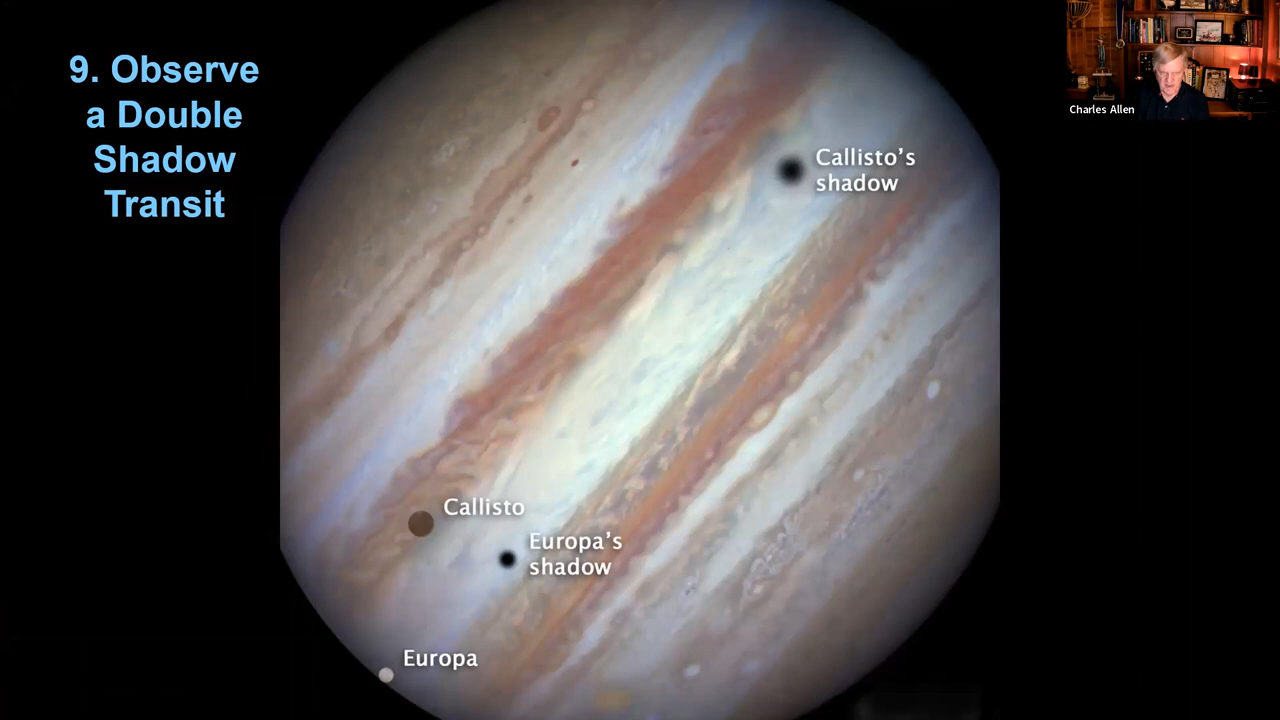 9. Observe
a Double
Shadow
Transit
Charles Allen
Callisto's
shadow
Callisto
Europa's
shadow
Europa